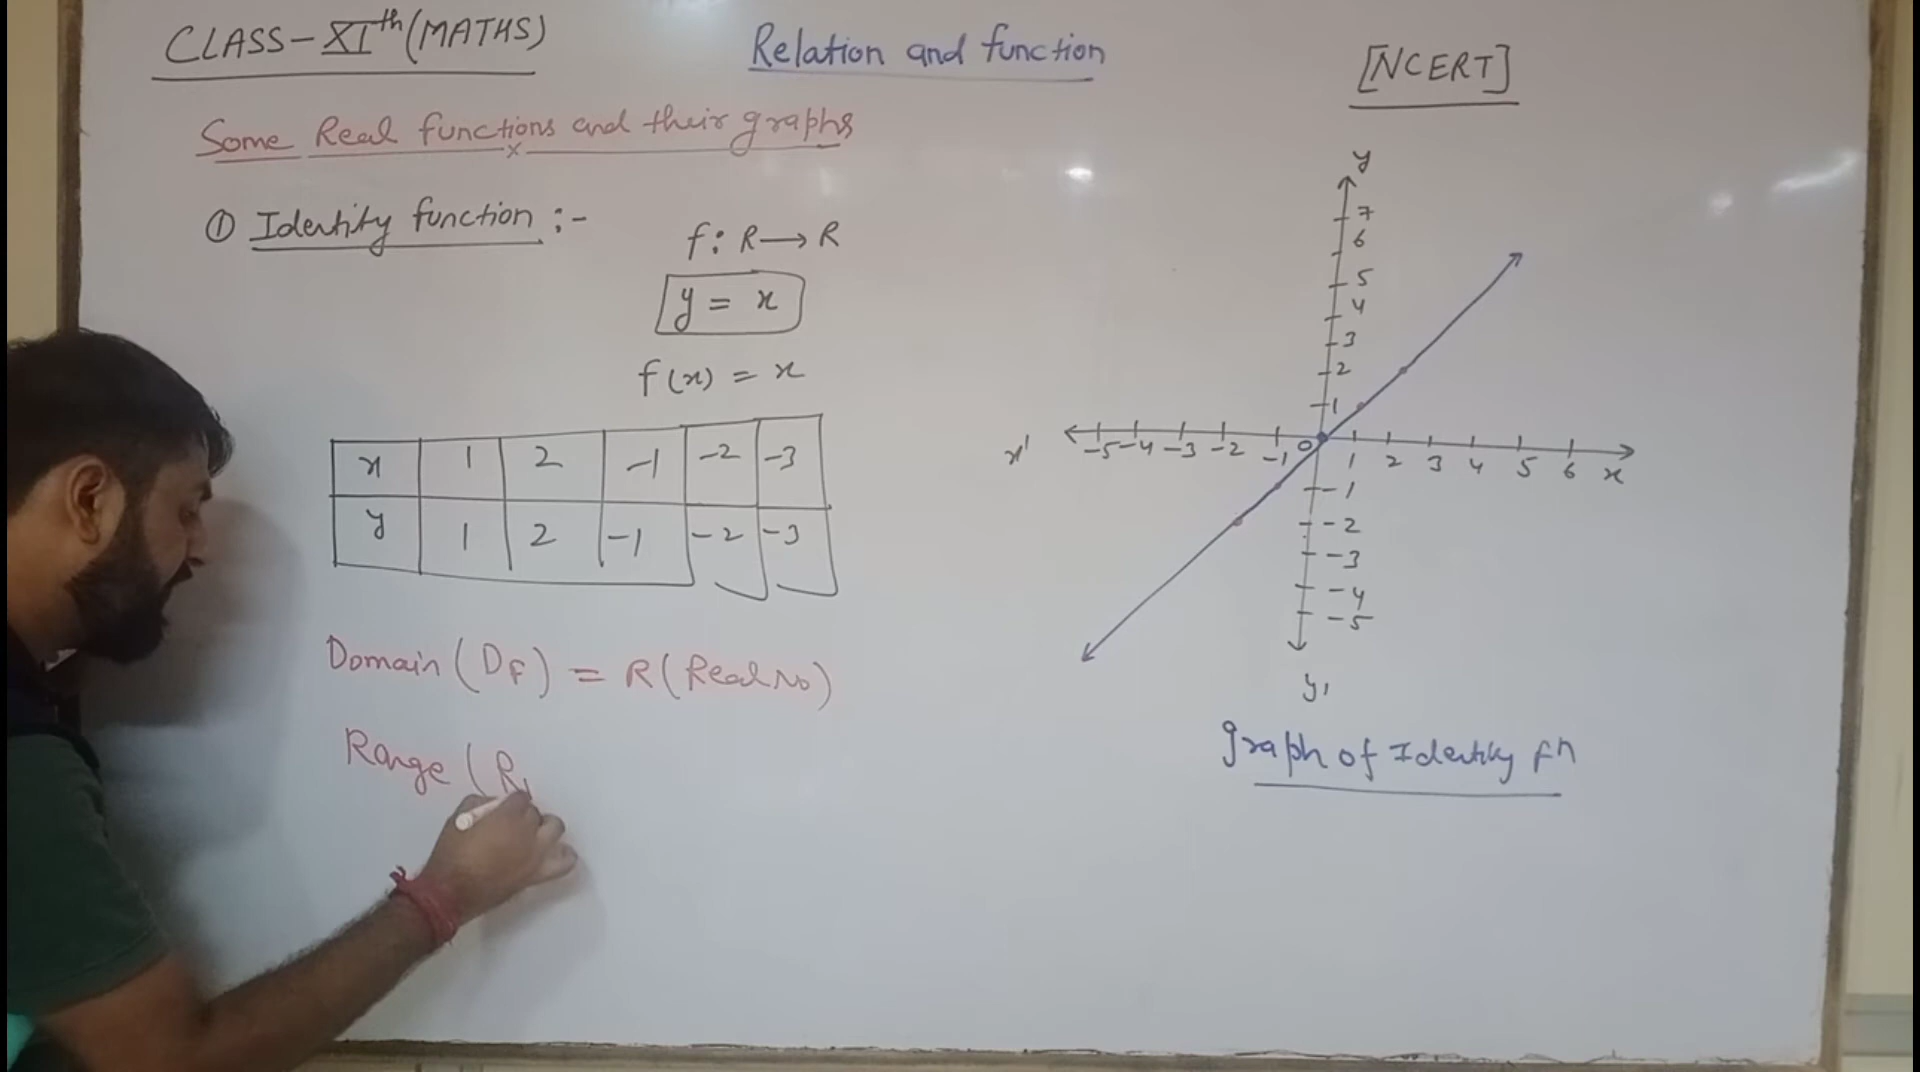 CLASS-XIth (MATHS)
Relation and function
[NCERT]
Some Real functions and their graphs
① Identity function :-
f: R⟶R
y = x
f(x) = x
x 1 2 -1 -2 -3
y 1 2 -1 -2 -3
Domain (DF) = R (Real No)
Range (R
y
7
6
5
4
3
2
1
x' -5 -4 -3 -2 -1 0 1 2 3 4 5 6 x
-1
-2
-3
-4
-5
y'
graph of Identity fn